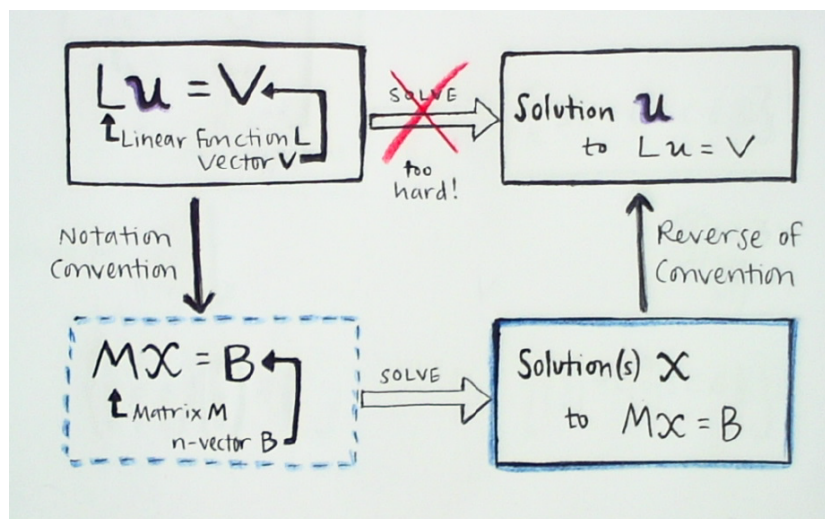 Lu = V
Linear Function L
vector V
SOLVE
too
hard!
Solution u
to Lu = V
Notation
Convention
Reverse of
Convention
Mx = B
Matrix M
n-vector B
SOLVE
Solution(s) x
to Mx = B